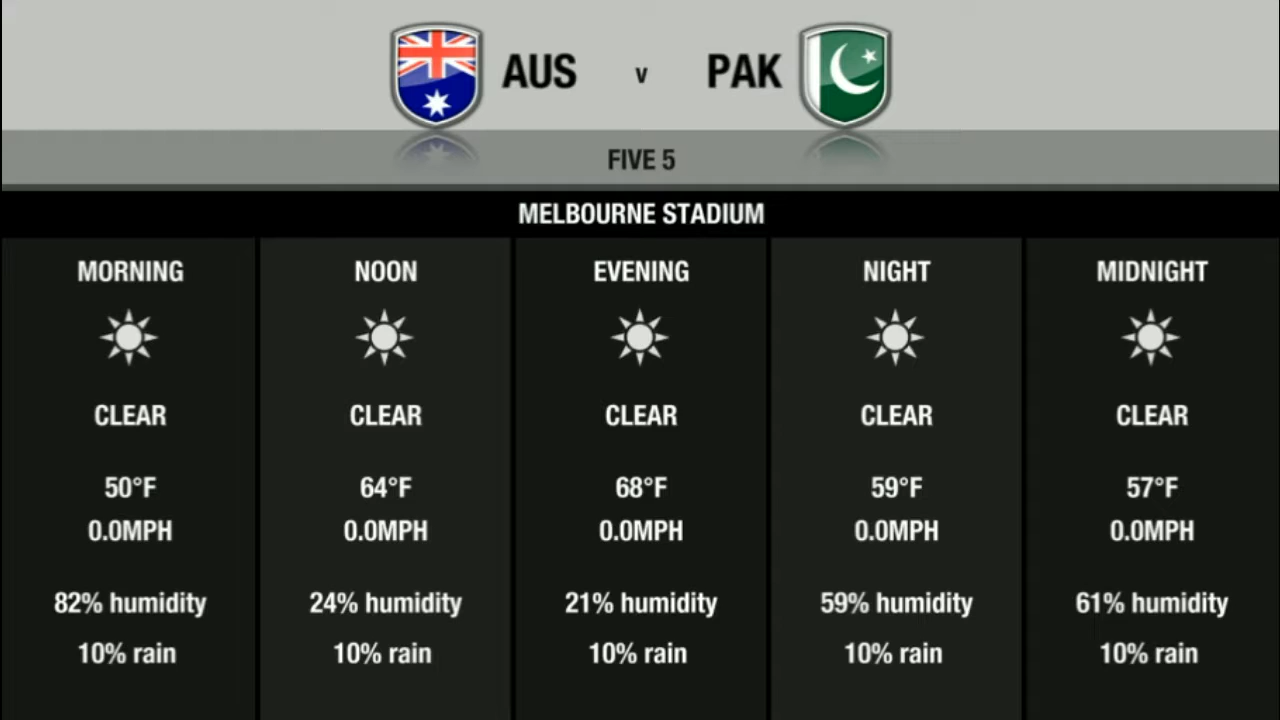 AUS v PAK
FIVE 5
MELBOURNE STADIUM
MORNING
CLEAR
50°F
0.0MPH
82% humidity
10% rain
NOON
CLEAR
64°F
0.0MPH
24% humidity
10% rain
EVENING
CLEAR
68°F
0.0MPH
21% humidity
10% rain
NIGHT
CLEAR
59°F
0.0MPH
59% humidity
10% rain
MIDNIGHT
CLEAR
57°F
0.0MPH
61% humidity
10% rain